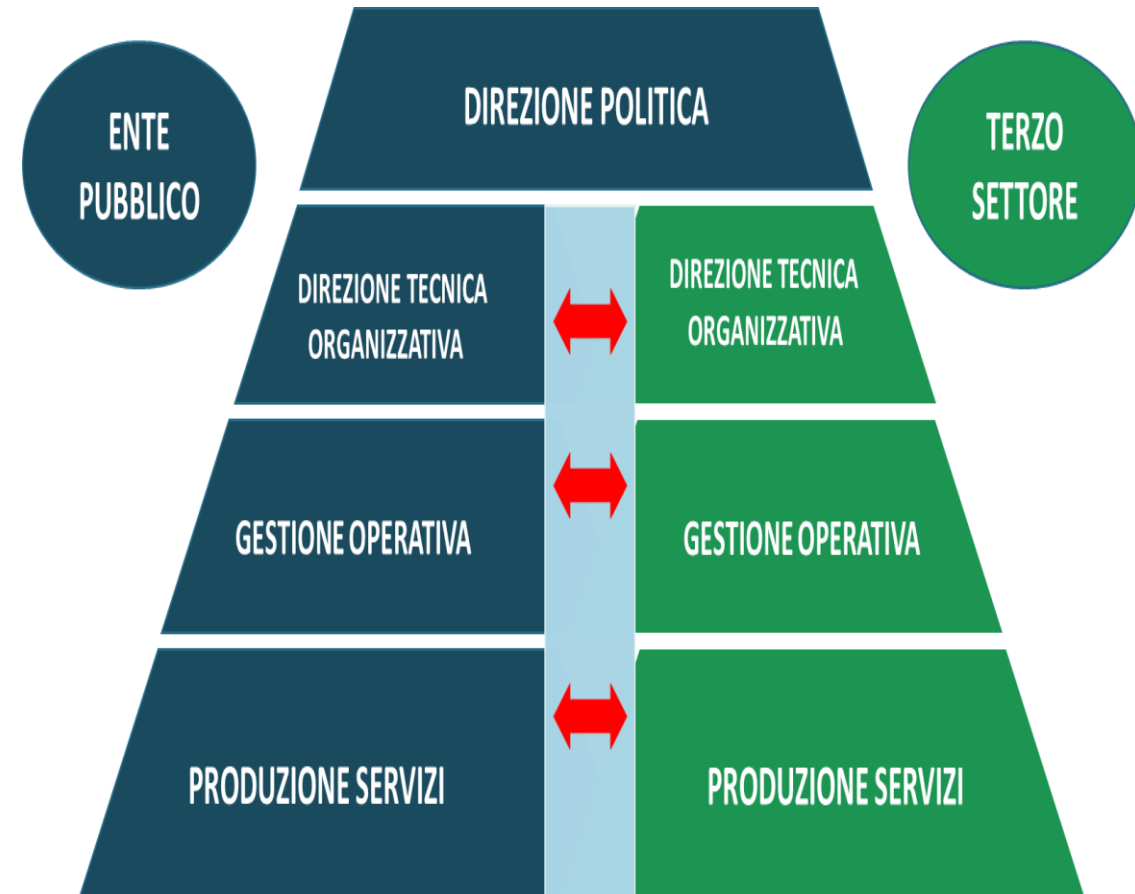 DIREZIONE POLITICA
ENTE
PUBBLICO
TERZO
SETTORE
DIREZIONE TECNICA
ORGANIZZATIVA
DIREZIONE TECNICA
ORGANIZZATIVA
GESTIONE OPERATIVA
GESTIONE OPERATIVA
PRODUZIONE SERVIZI
PRODUZIONE SERVIZI